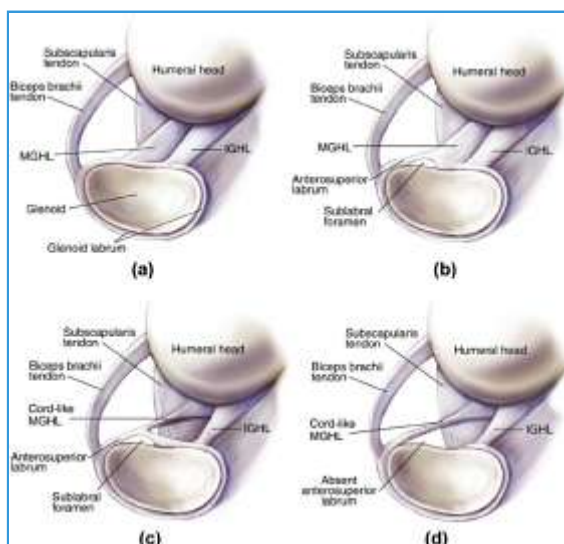 Subscapularis
tendon
Humeral head
Biceps brachii
tendon
MGHL
IGHL
Glenoid
Glenoid labrum
(a)
Subscapularis
tendon
Humeral head
Biceps brachii
tendon
MGHL
IGHL
Anterosuperior
labrum
Sublabral
foramen
(b)
Subscapularis
tendon
Humeral head
Biceps brachii
tendon
Cord-like
MGHL
IGHL
Anterosuperior
labrum
Sublabral
foramen
(c)
Subscapularis
tendon
Humeral head
Biceps brachii
tendon
Cord-like
MGHL
IGHL
Absent
anterosuperior
labrum
(d)